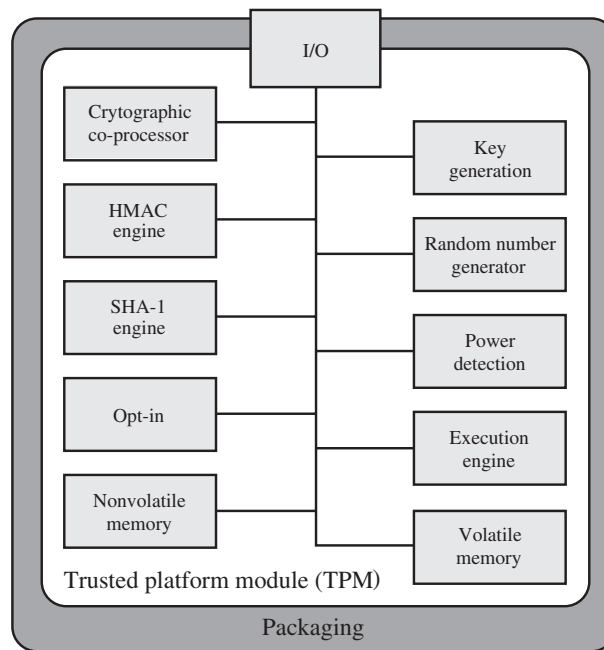 I/O
Crytographic
co-processor
HMAC
engine
SHA-1
engine
Opt-in
Nonvolatile
memory
Key
generation
Random number
generator
Power
detection
Execution
engine
Volatile
memory
Trusted platform module (TPM)
Packaging